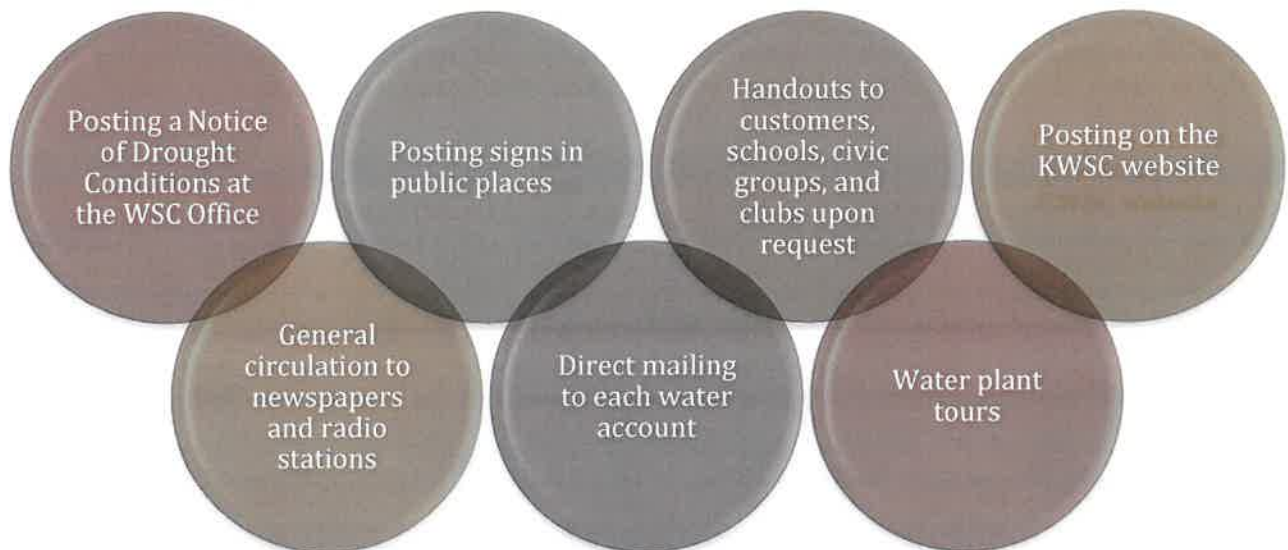 Posting a Notice
of Drought
Conditions at
the WSC Office
Posting signs in
public places
Handouts to
customers,
schools, civic
groups, and
clubs upon
request
Posting on the
KWSC website
General
circulation to
newspapers
and radio
stations
Direct mailing
to each water
account
Water plant
tours